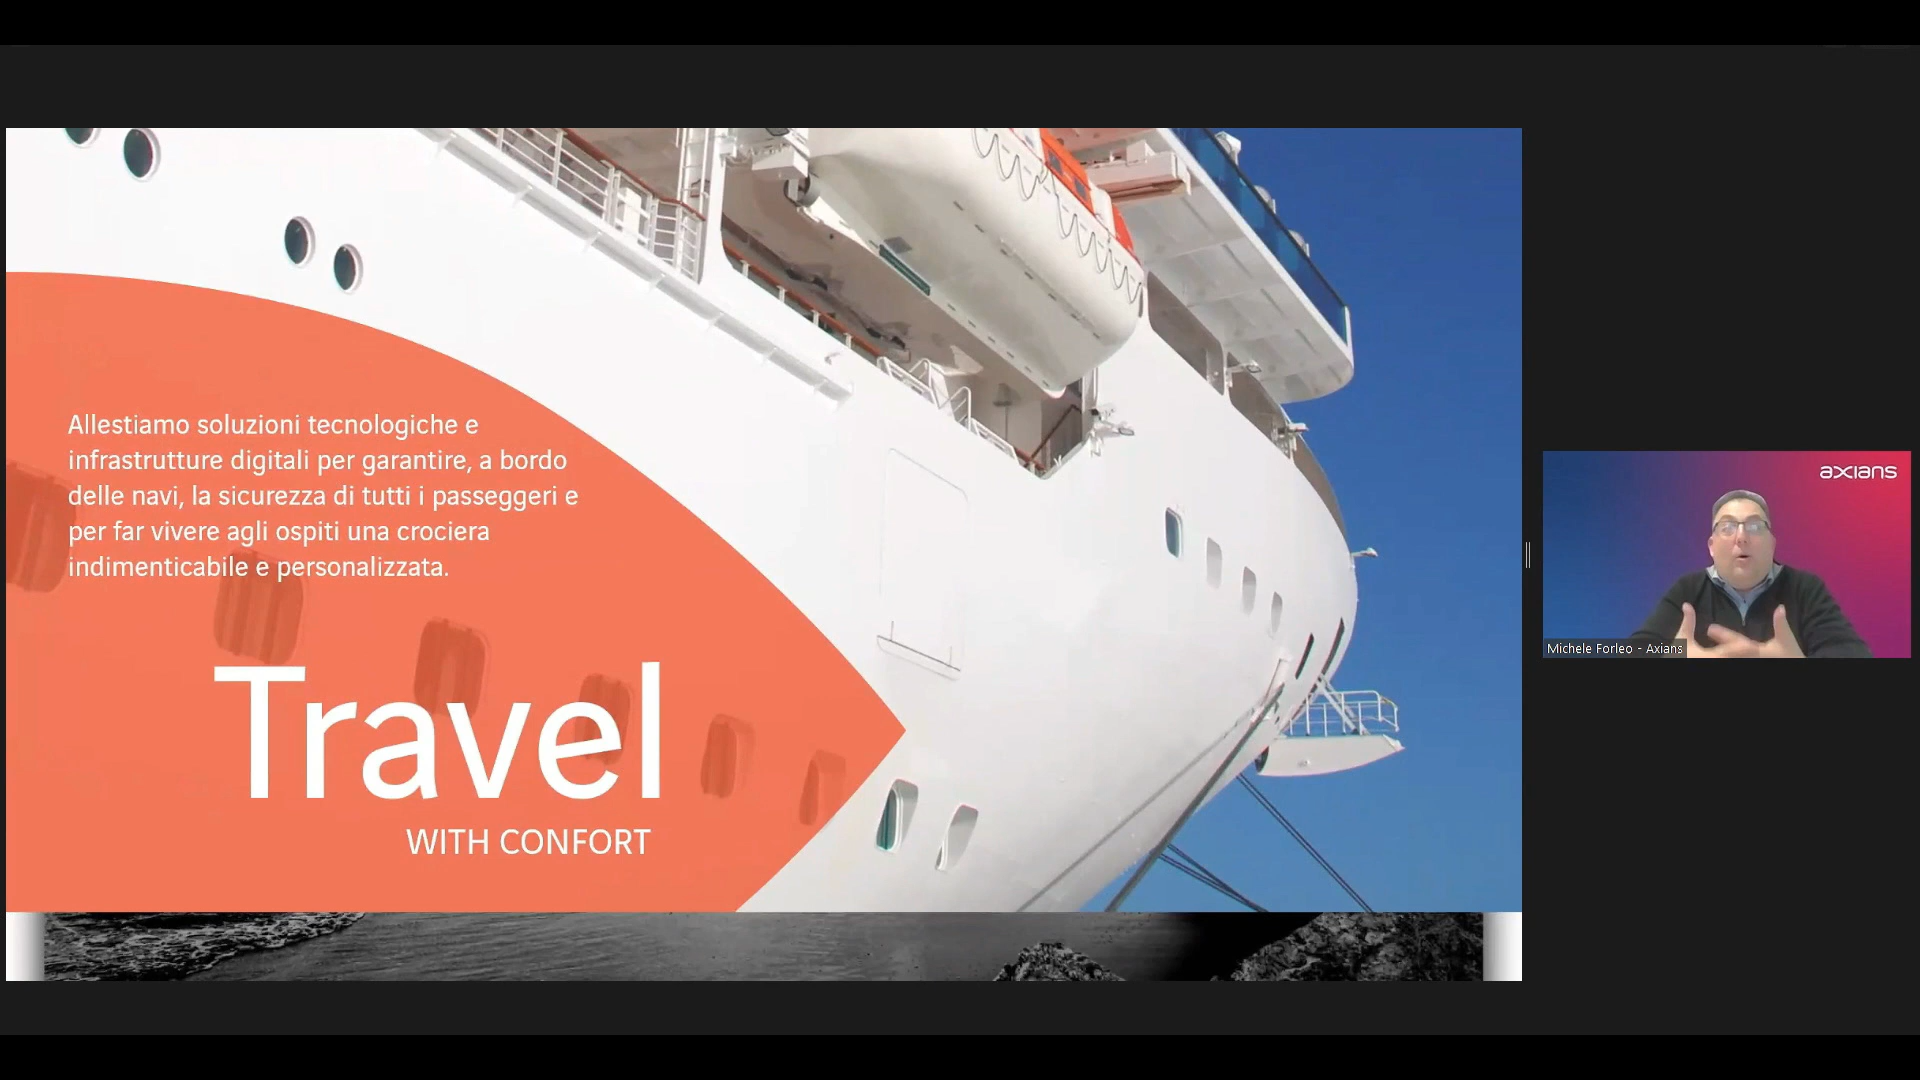 Allestiamo soluzioni tecnologiche e
infrastrutture digitali per garantire, a bordo
delle navi, la sicurezza di tutti i passeggeri e
per far vivere agli ospiti una crociera
indimenticabile e personalizzata.
Travel
WITH CONFORT
axians
Michele Forleo - Axians